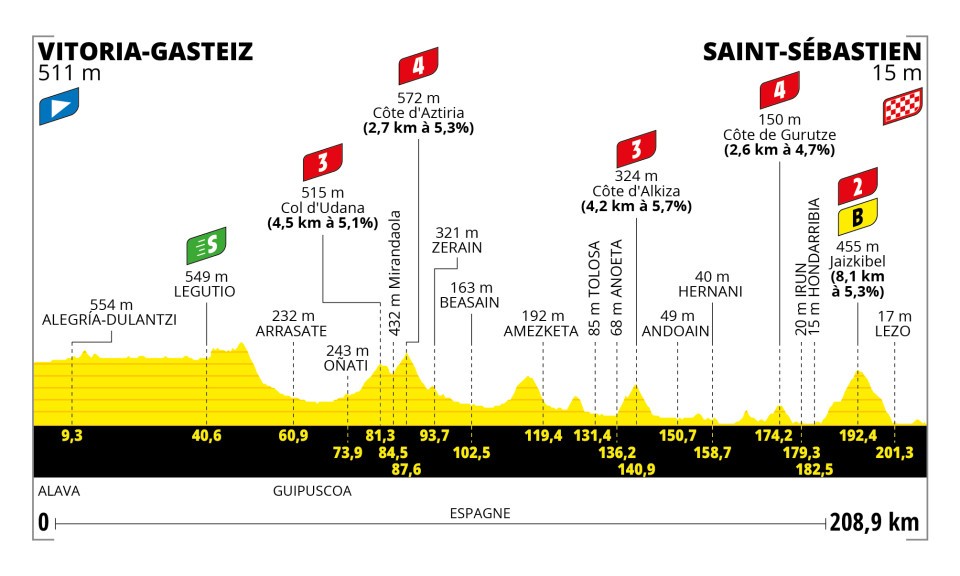 VITORIA-GASTEIZ
511 m
SAINT-SÉBASTIEN
15 m
4
572 m
Côte d'Aztiria
(2,7 km à 5,3%)
4
150 m
Côte de Gurutze
(2,6 km à 4,7%)
3
515 m
Col d'Udana
(4,5 km à 5,1%)
3
324 m
Côte d'Alkiza
(4,2 km à 5,7%)
2
B
455 m
Jaizkibel
(8,1 km
à 5,3%)
S
549 m
LEGUTIO
554 m
ALEGRÍA-DULANTZI
232 m
ARRASATE
243 m
OÑATI
432 m Mirandaola
321 m
ZERAIN
163 m
BEASAIN
192 m
AMEZKETA
85 m TOLOSA
68 m ANOETA
49 m
ANDOAIN
40 m
HERNANI
20 m IRUN
15 m HONDARRIBIA
17 m
LEZO
9,3
40,6
60,9
73,9
81,3
84,5
87,6
93,7
102,5
119,4
131,4
136,2
140,9
150,7
158,7
174,2
179,3
182,5
192,4
201,3
ALAVA
GUIPUSCOA
ESPAGNE
0
208,9 km